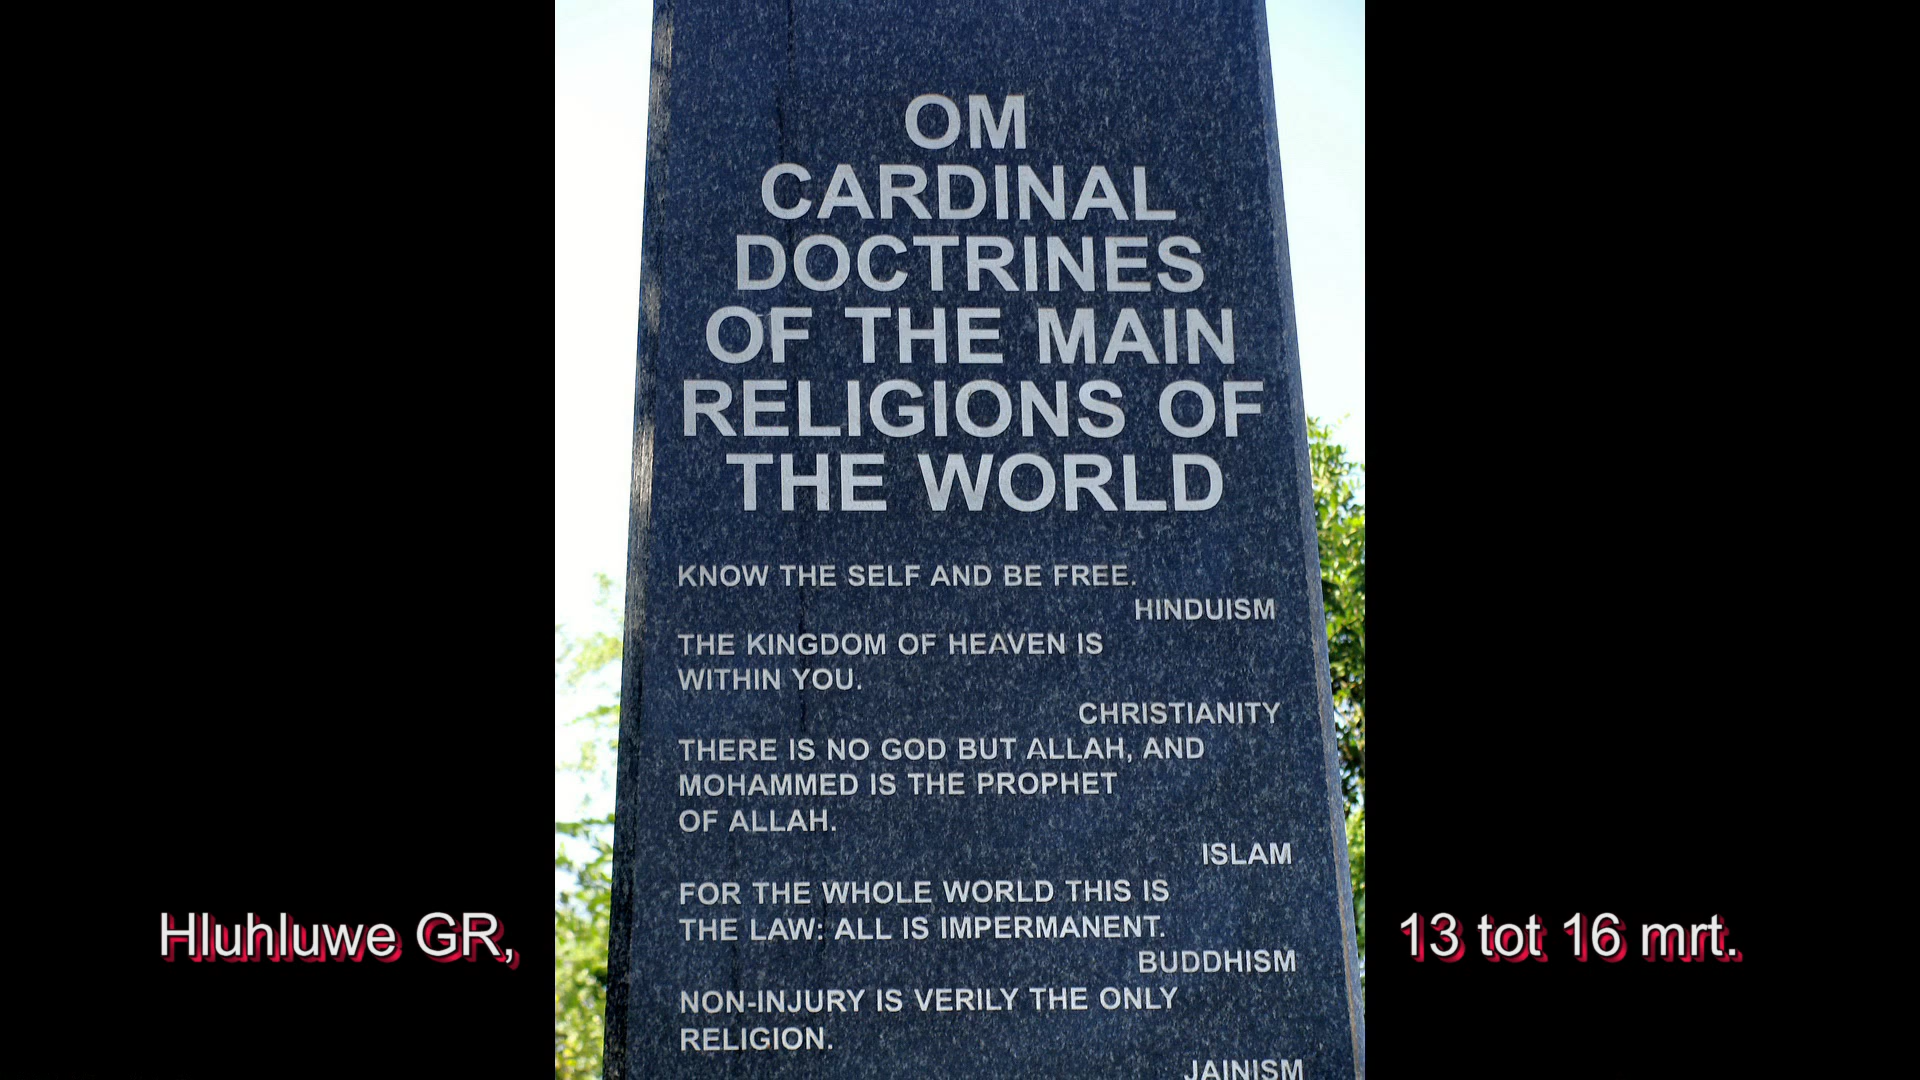 OM
CARDINAL
DOCTRINES
OF THE MAIN
RELIGIONS OF
THE WORLD
KNOW THE SELF AND BE FREE.
HINDUISM
THE KINGDOM OF HEAVEN IS
WITHIN YOU.
CHRISTIANITY
THERE IS NO GOD BUT ALLAH, AND
MOHAMMED IS THE PROPHET
OF ALLAH.
ISLAM
FOR THE WHOLE WORLD THIS IS
THE LAW: ALL IS IMPERMANENT.
BUDDHISM
NON-INJURY IS VERILY THE ONLY
RELIGION.
JAINISM
Hluhluwe GR, 13 tot 16 mrt.